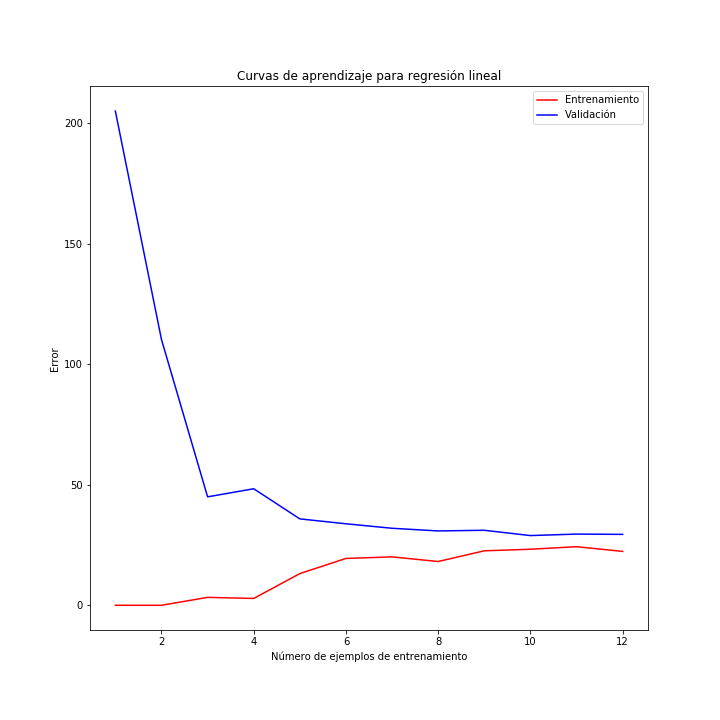 Curvas de aprendizaje para regresión lineal
Entrenamiento
Validación
200
150
100
50
0
Error
2 4 6 8 10 12
Número de ejemplos de entrenamiento